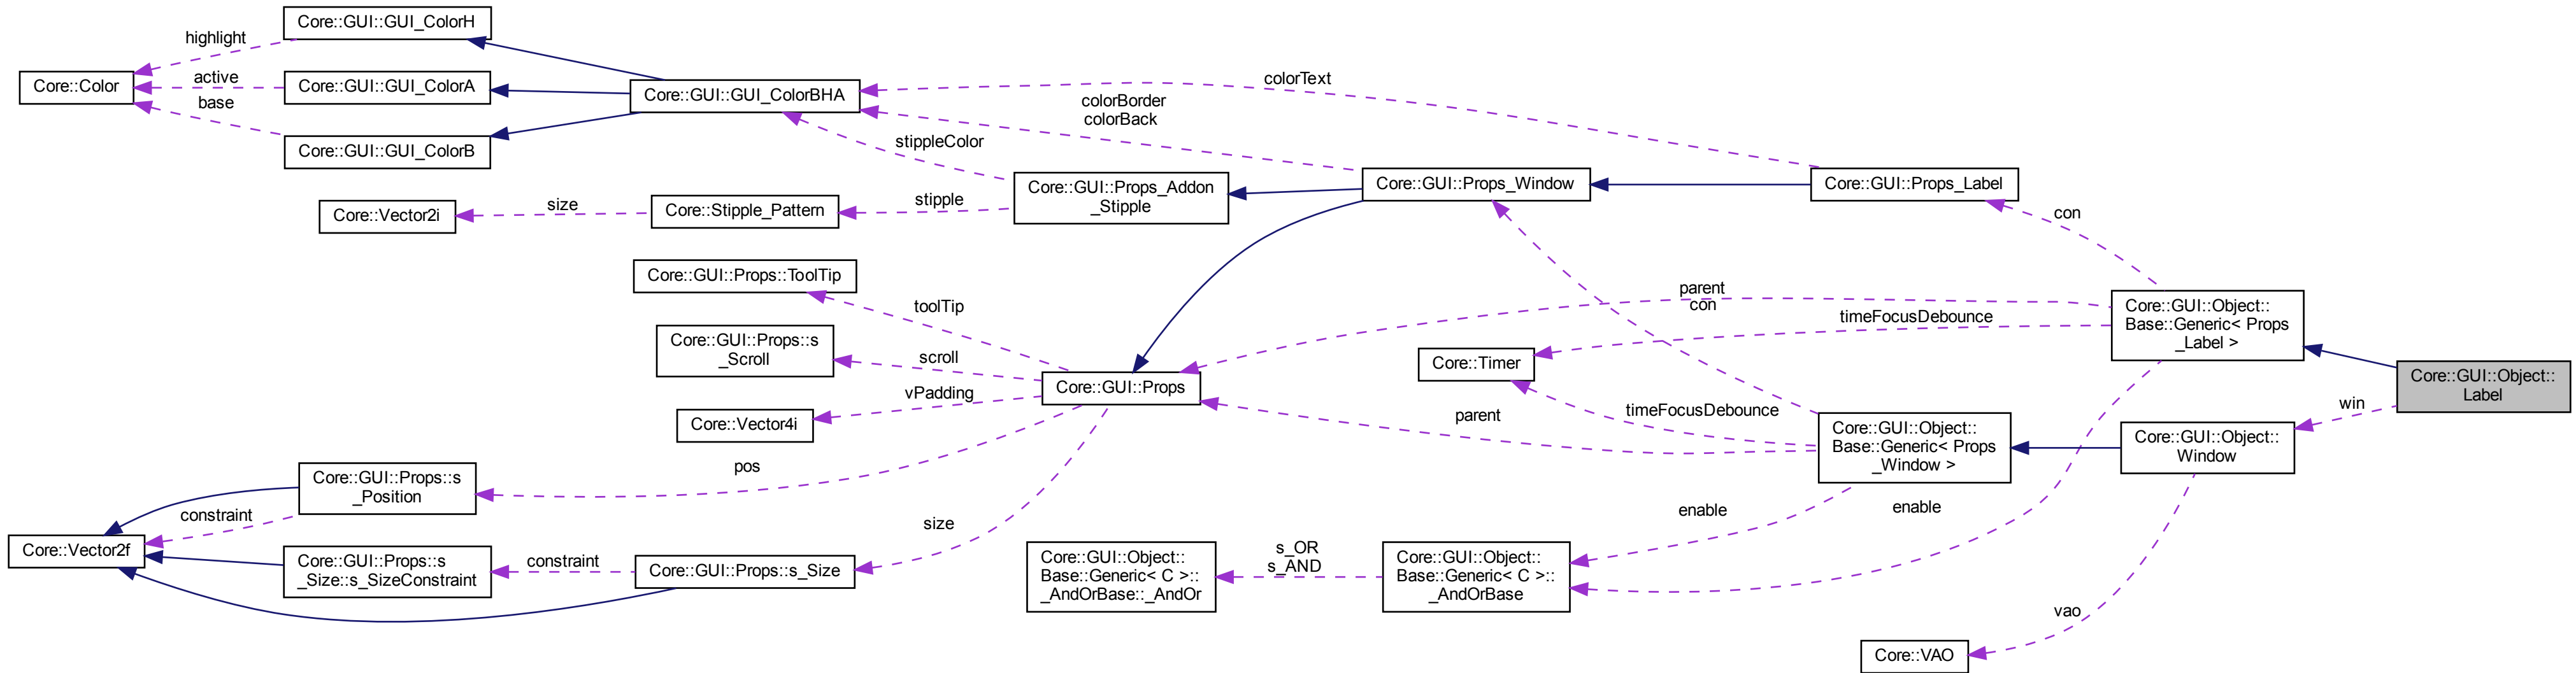 Core::GUI::GUI_ColorH
highlight
Core::Color
active
Core::GUI::GUI_ColorA
base
Core::GUI::GUI_ColorB
Core::GUI::GUI_ColorBHA
colorText
colorBorder
colorBack
stippleColor
Core::Vector2i
size
Core::Stipple_Pattern
stipple
Core::GUI::Props_Addon
_Stipple
Core::GUI::Props_Window
Core::GUI::Props_Label
con
Core::GUI::Props::ToolTip
toolTip
Core::GUI::Props::s
_Scroll
scroll
Core::Vector4i
vPadding
Core::GUI::Props
parent
con
timeFocusDebounce
Core::Timer
timeFocusDebounce
parent
Core::GUI::Object::
Base::Generic< Props
_Label >
Core::GUI::Object::
Label
win
Core::GUI::Object::
Base::Generic< Props
_Window >
Core::GUI::Object::
Window
Core::GUI::Props::s
_Position
pos
constraint
Core::Vector2f
Core::GUI::Props::s
_Size::s_SizeConstraint
constraint
Core::GUI::Props::s_Size
size
Core::GUI::Object::
Base::Generic< C >::
_AndOrBase::_AndOr
s_OR
s_AND
Core::GUI::Object::
Base::Generic< C >::
_AndOrBase
enable
enable
vao
Core::VAO